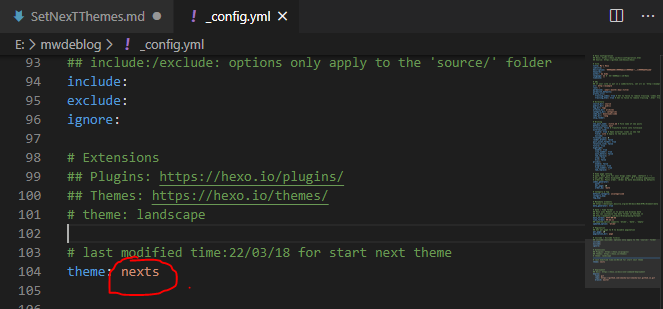 SetNexTThemes.md
_config.yml
E: > mwdeblog > ! _config.yml
93 ## include:/exclude: options only apply to the 'source/' folder
94 include:
95 exclude:
96 ignore:
97
98 # Extensions
99 ## Plugins: https://hexo.io/plugins/
100 ## Themes: https://hexo.io/themes/
101 # theme: landscape
102
103 # last modified time:22/03/18 for start next theme
104 theme: nexts
105
106